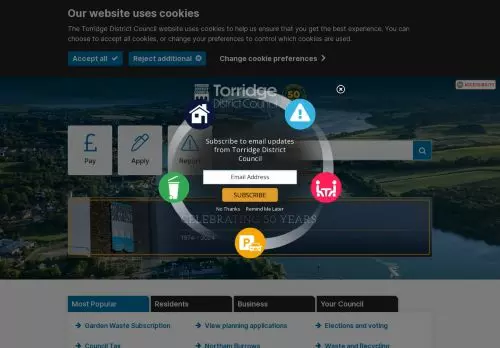 Our website uses cookies
The Torridge District Council website uses cookies to help us ensure that you get the best experience. You can
choose to accept all cookies, or change your preferences to control which cookies are used.
Accept all
Reject additional
Change cookie preferences
Torridge
District Council
50
ACCESSIBILITY
Subscribe to email updates
from Torridge District
Council
Email Address
SUBSCRIBE
No Thanks
Remind Me Later
Pay
Apply
Report
CELEBRATING 50 YEARS
1974 - 2024
Most Popular
Residents
Business
Your Council
Garden Waste Subscription
View planning applications
Elections and voting
Council Tax
Northam Burrows
Waste and Recycling